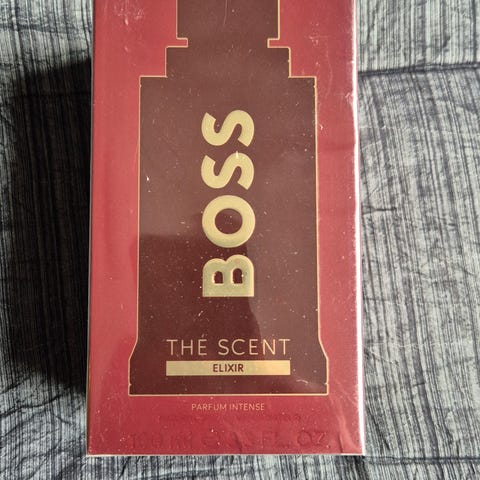 BOSS
THE SCENT
ELIXIR
PARFUM INTENSE